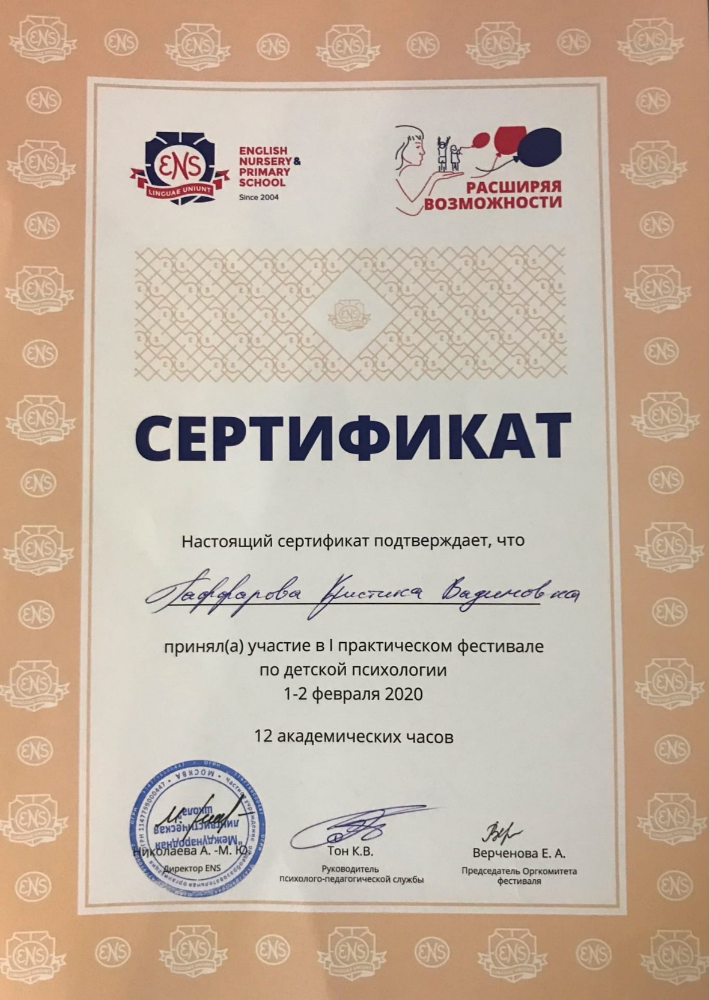 ENS
LINGUAE UNIUNT
ENGLISH
NURSERY &
PRIMARY
SCHOOL
Since 2004
РАСШИРЯЯ
ВОЗМОЖНОСТИ
СЕРТИФИКАТ
Настоящий сертификат подтверждает, что
Гаффарова Кристина Вадимовна
принял(а) участие в I практическом фестивале
по детской психологии
1-2 февраля 2020
12 академических часов
МОСКВА
ОГРН 1147799000447
"Международная
лингвистическая
школа"
Николаева А. -М. Ю.
Директор ENS
Тон К.В.
Руководитель
психолого-педагогической службы
Верченова Е. А.
Председатель Оргкомитета
фестиваля